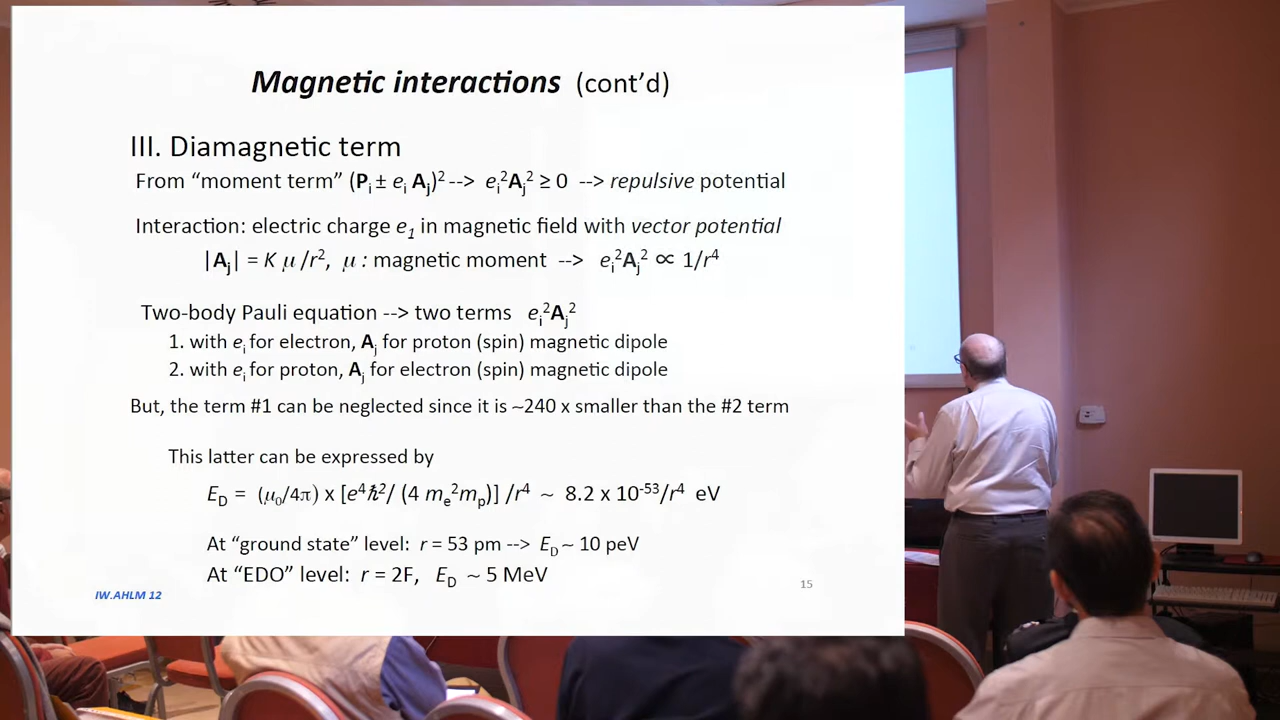 Magnetic interactions (cont’d)
III. Diamagnetic term
From “moment term” (Pᵢ ± eᵢ Aⱼ)² --> eᵢ²Aⱼ² ≥ 0 --> repulsive potential
Interaction: electric charge e₁ in magnetic field with vector potential
|Aⱼ| = K μ /r², μ : magnetic moment --> eᵢ²Aⱼ² ∝ 1/r⁴
Two-body Pauli equation --> two terms eᵢ²Aⱼ²
1. with eᵢ for electron, Aⱼ for proton (spin) magnetic dipole
2. with eᵢ for proton, Aⱼ for electron (spin) magnetic dipole
But, the term #1 can be neglected since it is ~240 x smaller than the #2 term
This latter can be expressed by
E_D = (μ₀/4π) x [e⁴ℏ²/ (4 mₑ²mₚ)] /r⁴ ~ 8.2 x 10⁻⁵³/r⁴ eV
At “ground state” level: r = 53 pm --> E_D ~ 10 peV
At “EDO” level: r = 2F, E_D ~ 5 MeV
IW.AHLM 12
15